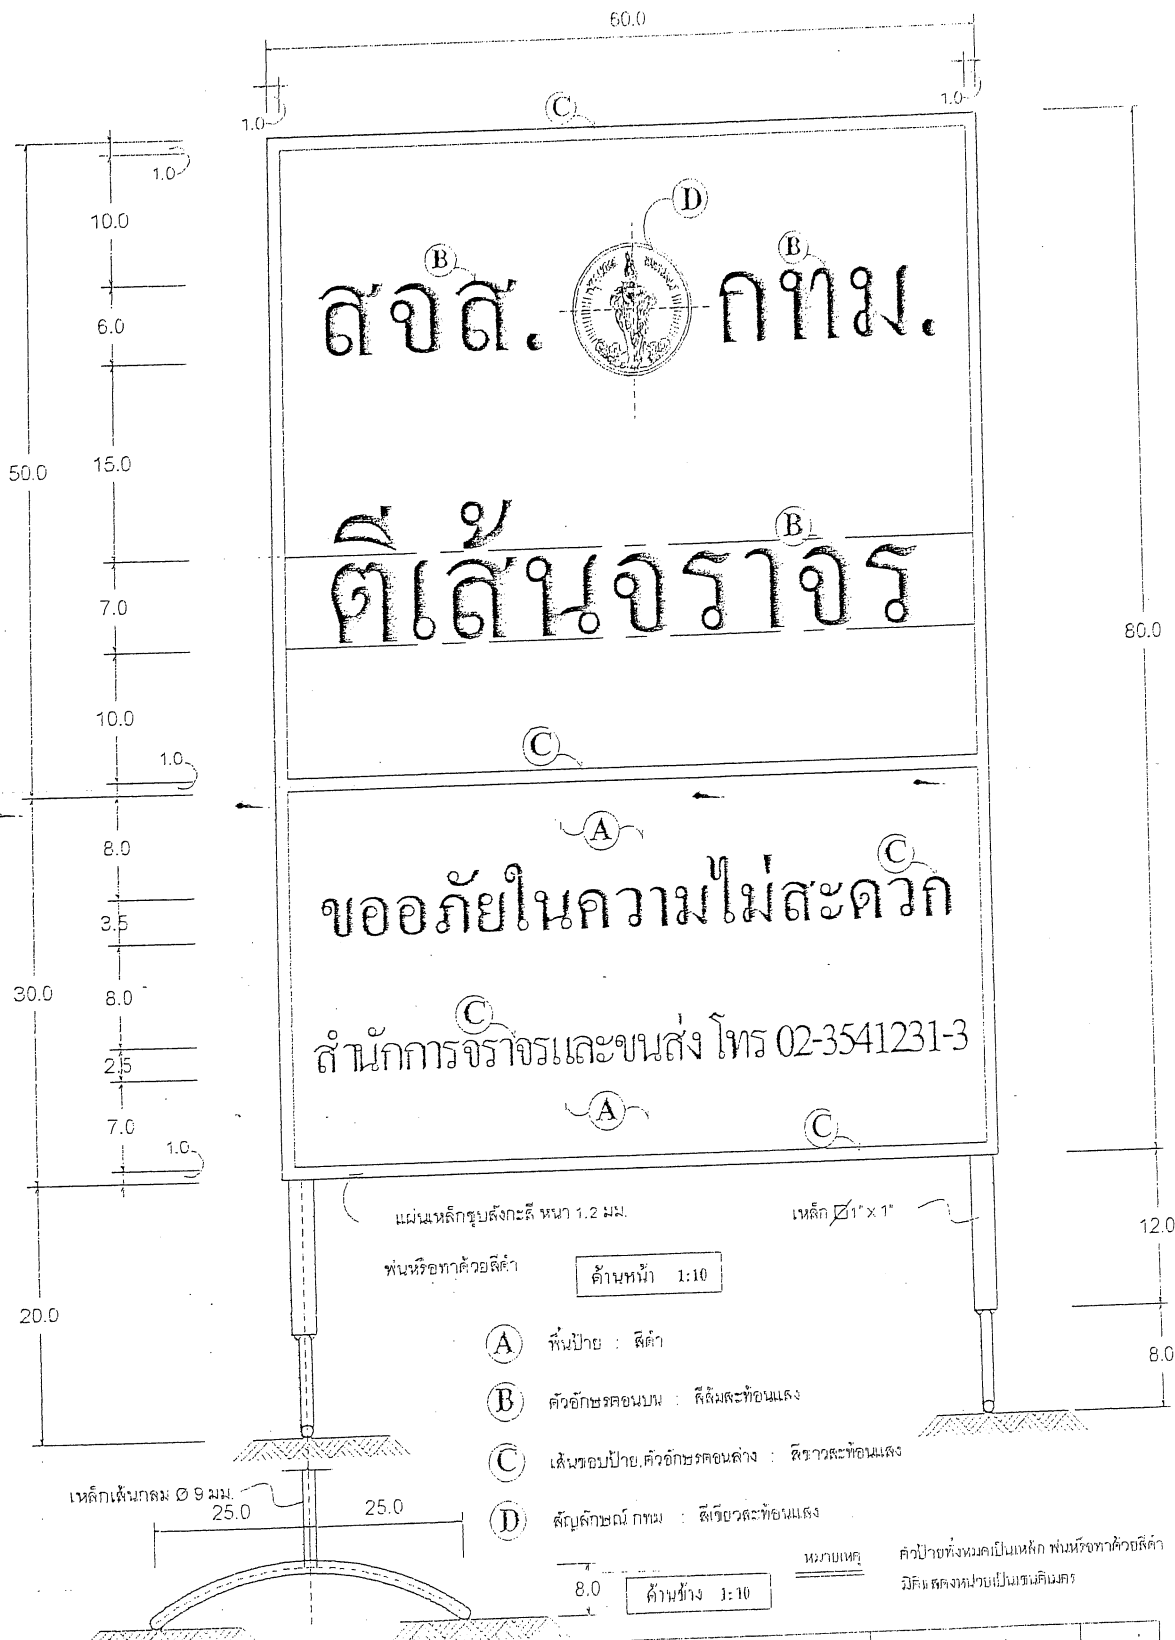 60.0
1.0
C
1.0
1.0
D
10.0
B
B
สจส. กทม.
6.0
50.0
15.0
B
ตีเส้นจราจร
7.0
80.0
10.0
C
1.0
A
8.0
C
ขออภัยในความไม่สะดวก
3.5
30.0
8.0
C
สำนักการจราจรและขนส่ง โทร 02-3541231-3
2.5
A
7.0
C
1.0
แผ่นเหล็กชุบสังกะสี หนา 1.2 มม.
เหล็ก 1" x 1"
12.0
พ่นหรือทาด้วยสีดำ
ด้านหน้า 1:10
20.0
A พื้นป้าย : สีดำ
8.0
B ตัวอักษรตอนบน : สีส้มสะท้อนแสง
C เส้นขอบป้าย,ตัวอักษรตอนล่าง : สีขาวสะท้อนแสง
เหล็กเส้นกลม Ø 9 มม.
25.0 25.0
D สัญลักษณ์ กทม : สีเขียวสะท้อนแสง
หมายเหตุ ตัวป้ายทั้งหมดเป็นเหล็ก พ่นหรือทาด้วยสีดำ
8.0
ด้านข้าง 1:10
มิติแสดงหน่วยเป็นเซนติเมตร